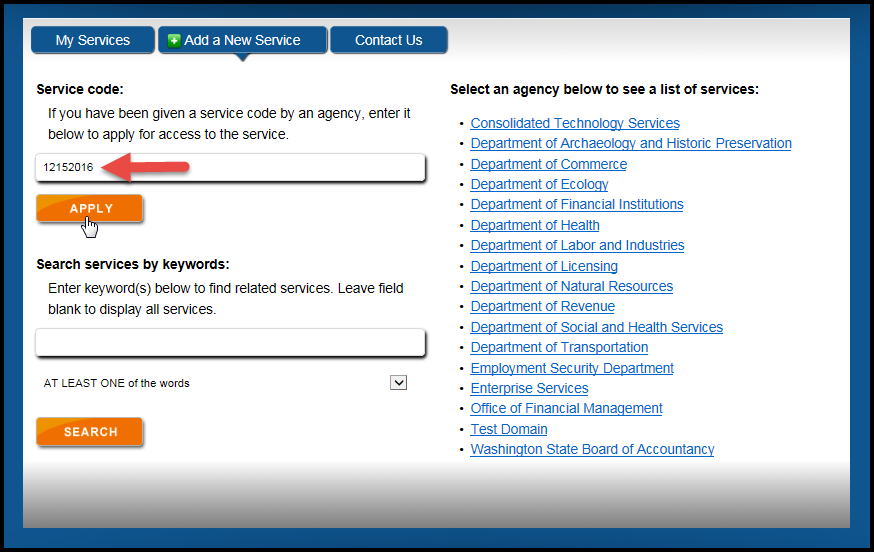 My Services
Add a New Service
Contact Us
Service code:
If you have been given a service code by an agency, enter it
below to apply for access to the service.
12152016
APPLY
Search services by keywords:
Enter keyword(s) below to find related services. Leave field
blank to display all services.
AT LEAST ONE of the words
SEARCH
Select an agency below to see a list of services:
• Consolidated Technology Services
• Department of Archaeology and Historic Preservation
• Department of Commerce
• Department of Ecology
• Department of Financial Institutions
• Department of Health
• Department of Labor and Industries
• Department of Licensing
• Department of Natural Resources
• Department of Revenue
• Department of Social and Health Services
• Department of Transportation
• Employment Security Department
• Enterprise Services
• Office of Financial Management
• Test Domain
• Washington State Board of Accountancy